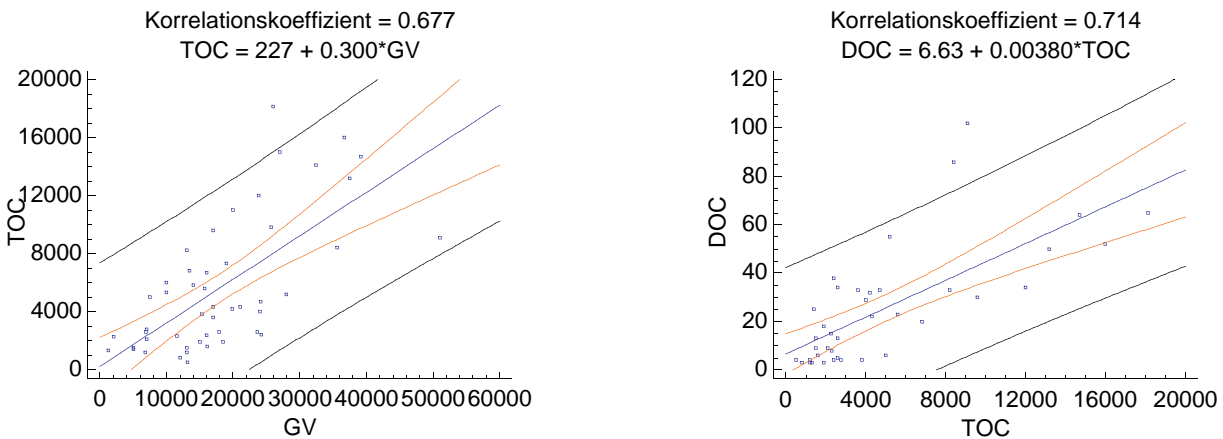 Korrelationskoeffizient = 0.677
TOC = 227 + 0.300*GV
20000
16000
12000
8000
4000
0
TOC
0 10000 20000 30000 40000 50000 60000
GV
Korrelationskoeffizient = 0.714
DOC = 6.63 + 0.00380*TOC
120
100
80
60
40
20
0
DOC
0 4000 8000 12000 16000 20000
TOC